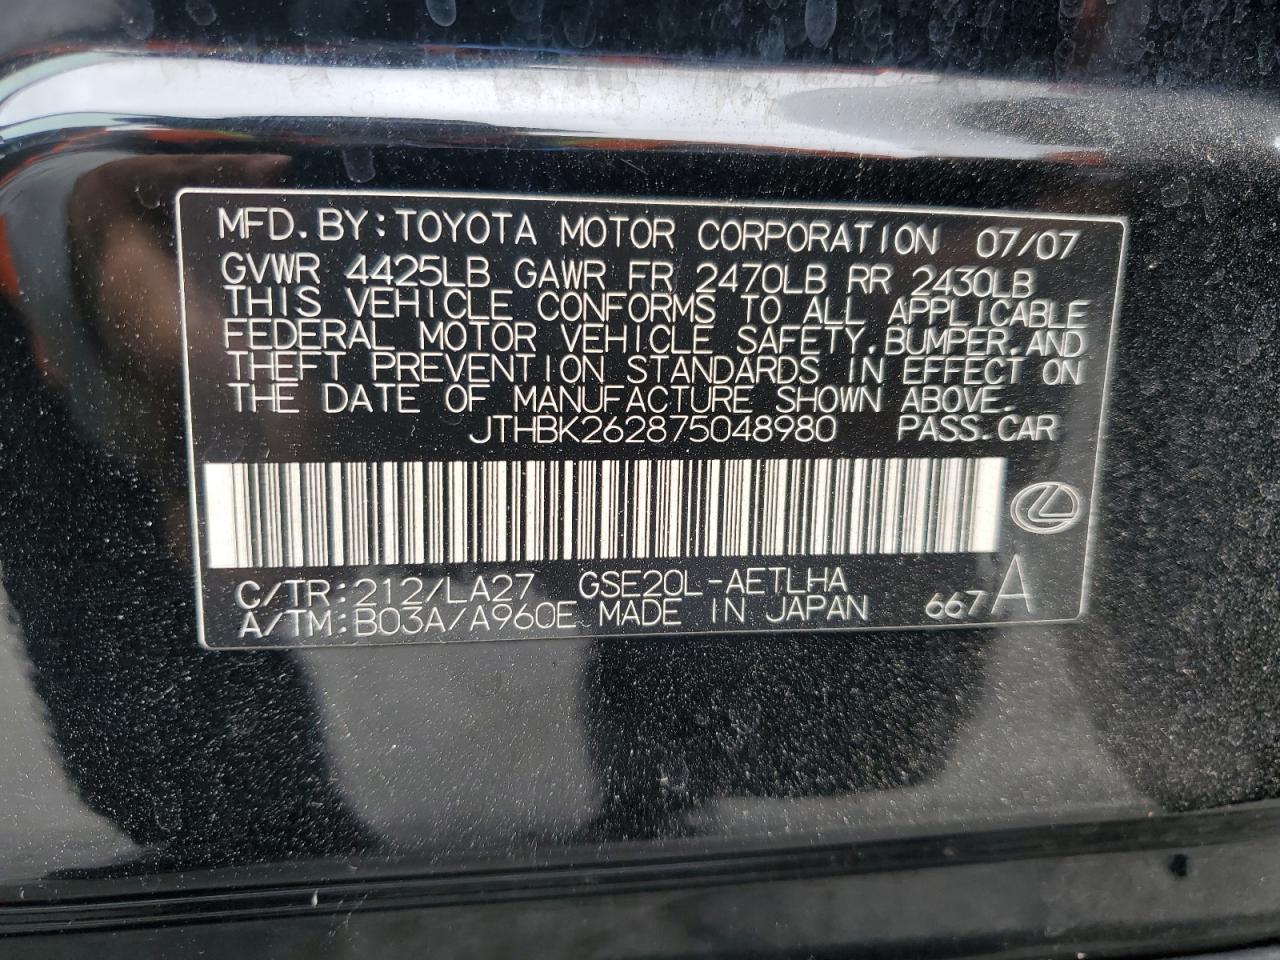 MFD.BY:TOYOTA MOTOR CORPORATION 07/07
GVWR 4425LB GAWR FR 2470LB RR 2430LB
THIS VEHICLE CONFORMS TO ALL APPLICABLE
FEDERAL MOTOR VEHICLE SAFETY,BUMPER,AND
THEFT PREVENTION STANDARDS IN EFFECT ON
THE DATE OF MANUFACTURE SHOWN ABOVE.
JTHBK262875048980 PASS.CAR
C/TR:212/LA27 GSE20L-AETLHA
A/TM:B03A/A960E MADE IN JAPAN 667A